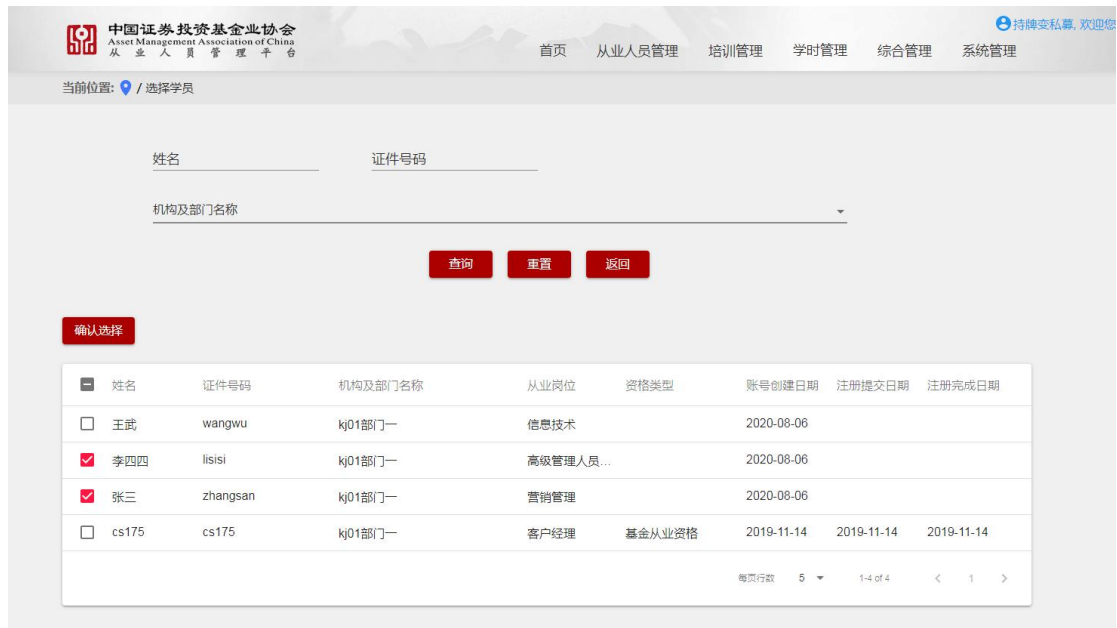 中国证券投资基金业协会
Asset Management Association of China
从 业 人 員 管 理 平 台
持牌变私募, 欢迎您
首页 从业人员管理 培训管理 学时管理 综合管理 系统管理
当前位置: / 选择学员
姓名 证件号码
机构及部门名称
查询 重置 返回
确认选择
姓名 证件号码 机构及部门名称 从业岗位 资格类型 账号创建日期 注册提交日期 注册完成日期
王武 wangwu kj01部门一 信息技术 2020-08-06
李四四 lisisi kj01部门一 高级管理人员... 2020-08-06
张三 zhangsan kj01部门一 营销管理 2020-08-06
cs175 cs175 kj01部门一 客户经理 基金从业资格 2019-11-14 2019-11-14 2019-11-14
每页行数 5 1-4 of 4 < 1 >